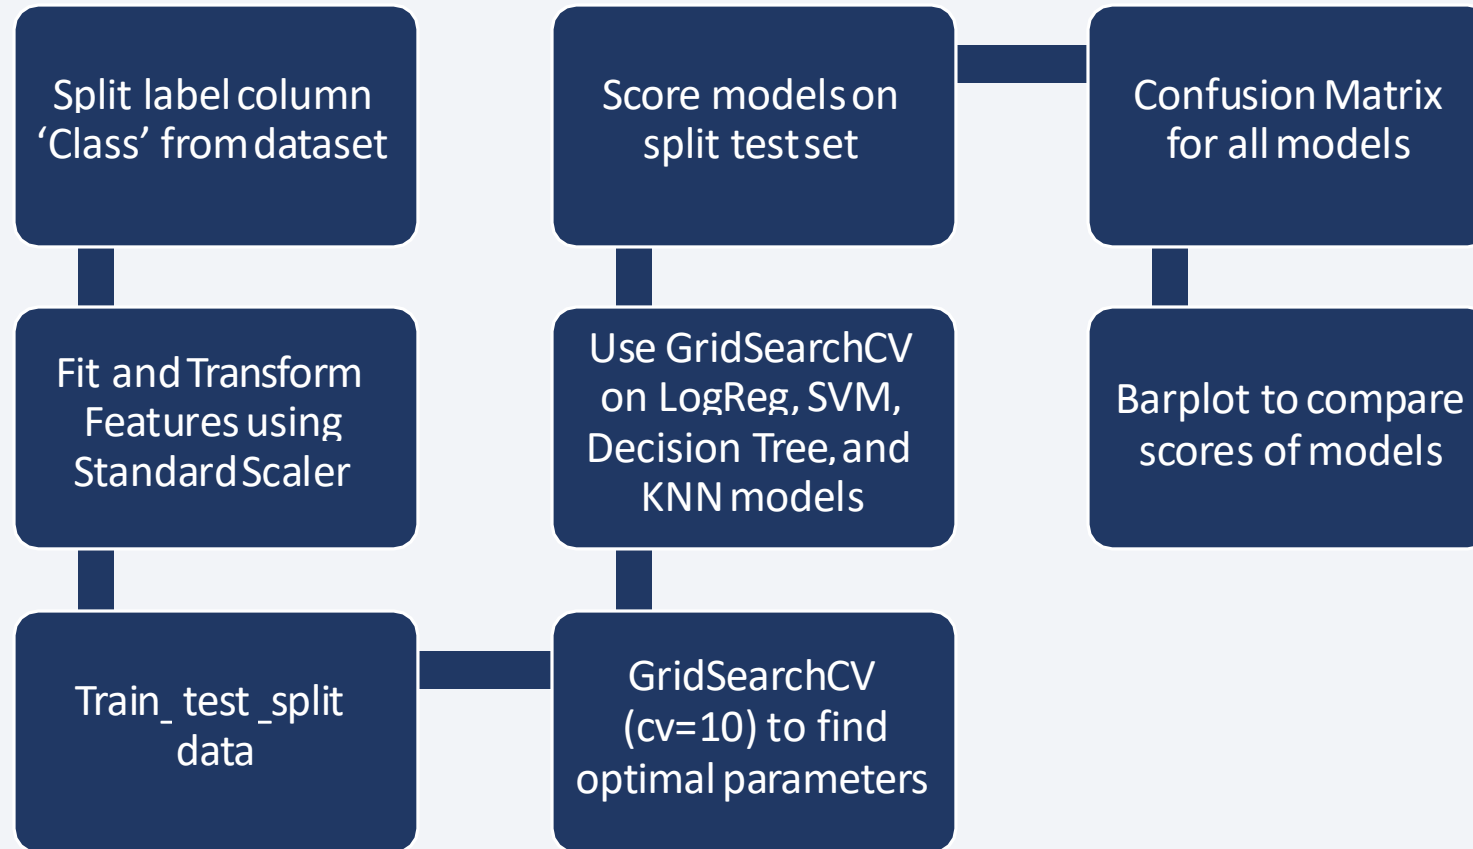 Split label column
‘Class’ from dataset
Fit and Transform
Features using
Standard Scaler
Train_ test _split
data
GridSearchCV
(cv=10) to find
optimal parameters
Use GridSearchCV
on LogReg, SVM,
Decision Tree, and
KNN models
Score models on
split test set
Confusion Matrix
for all models
Barplot to compare
scores of models